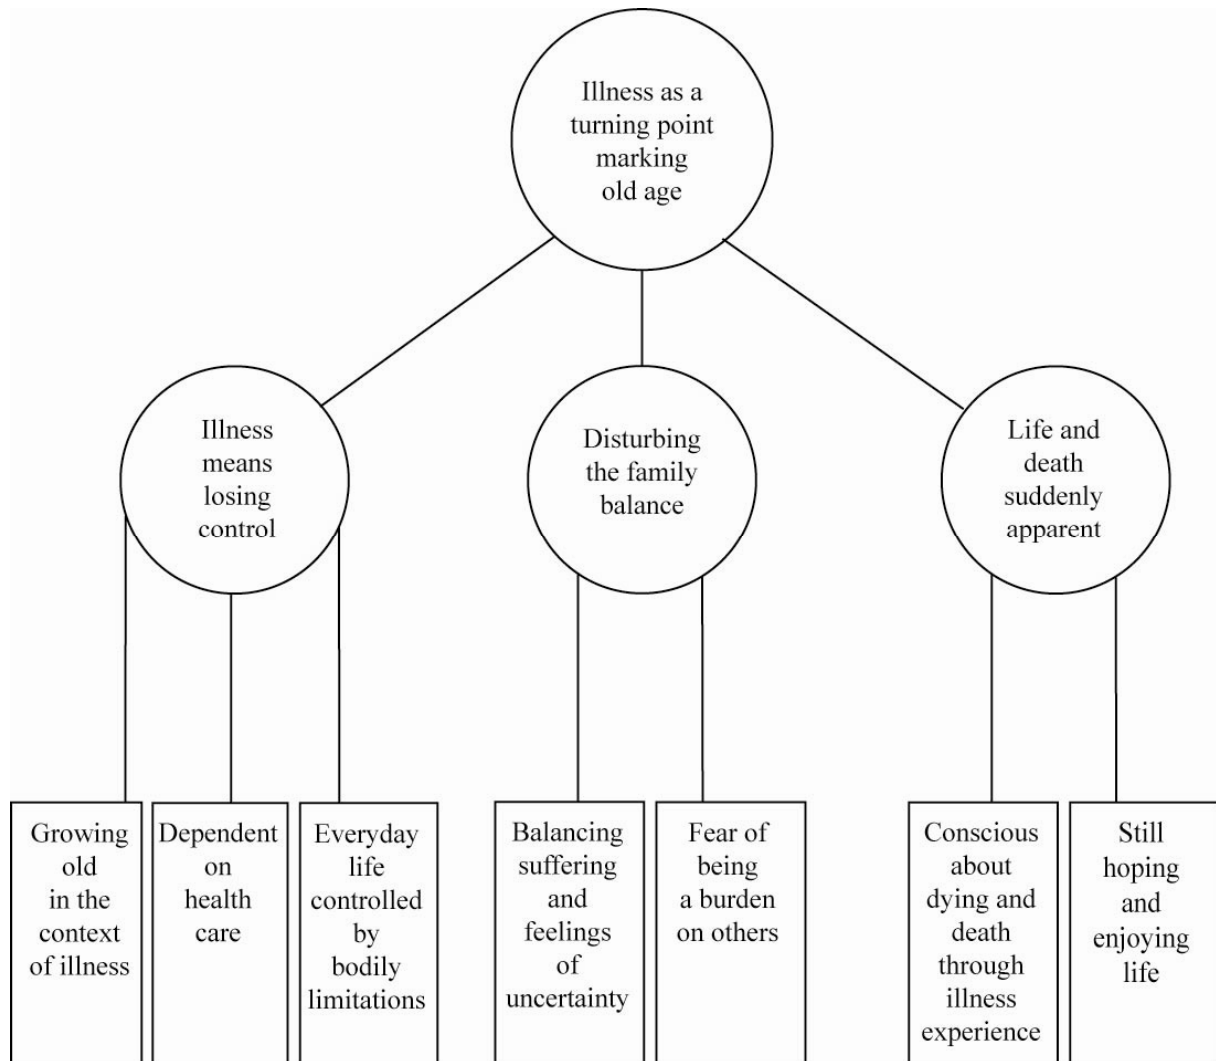 Illness as a
turning point
marking
old age
Illness
means
losing
control
Disturbing
the family
balance
Life and
death
suddenly
apparent
Growing
old
in the
context
of illness
Dependent
on
health
care
Everyday
life
controlled
by
bodily
limitations
Balancing
suffering
and
feelings
of
uncertainty
Fear of
being
a burden
on others
Conscious
about
dying and
death
through
illness
experience
Still
hoping
and
enjoying
life